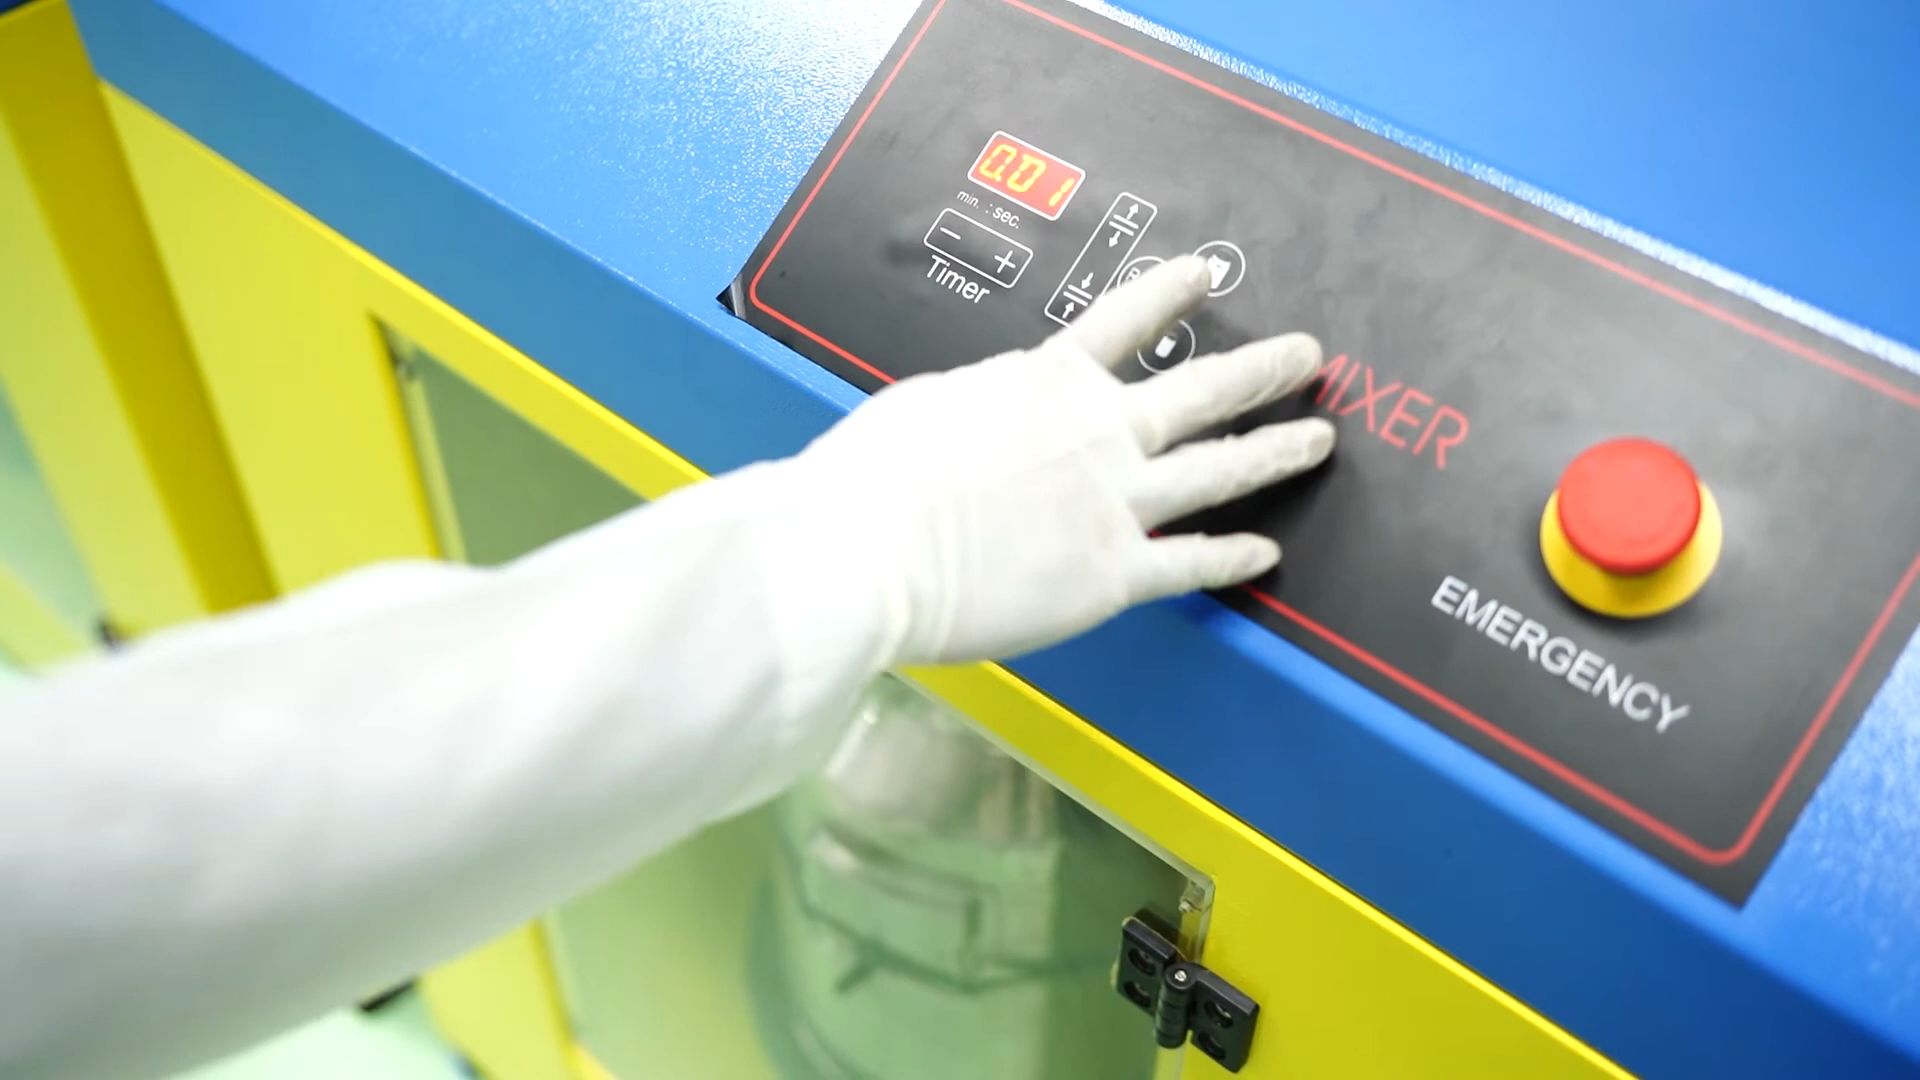 0.01
min. : sec.
- +
Timer
MIXER
EMERGENCY